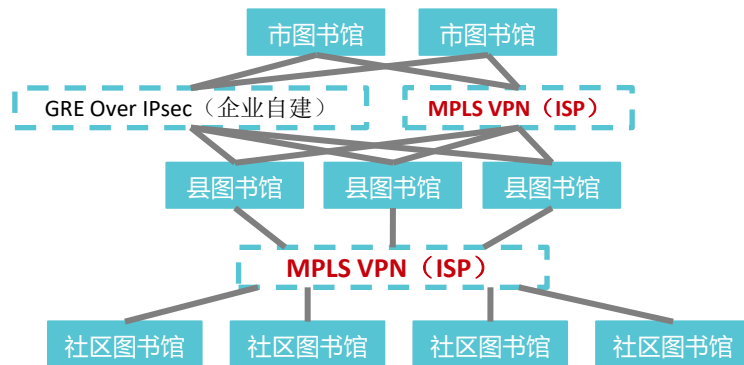 市图书馆 市图书馆
GRE Over IPsec（企业自建） MPLS VPN（ISP）
县图书馆 县图书馆 县图书馆
MPLS VPN（ISP）
社区图书馆 社区图书馆 社区图书馆 社区图书馆